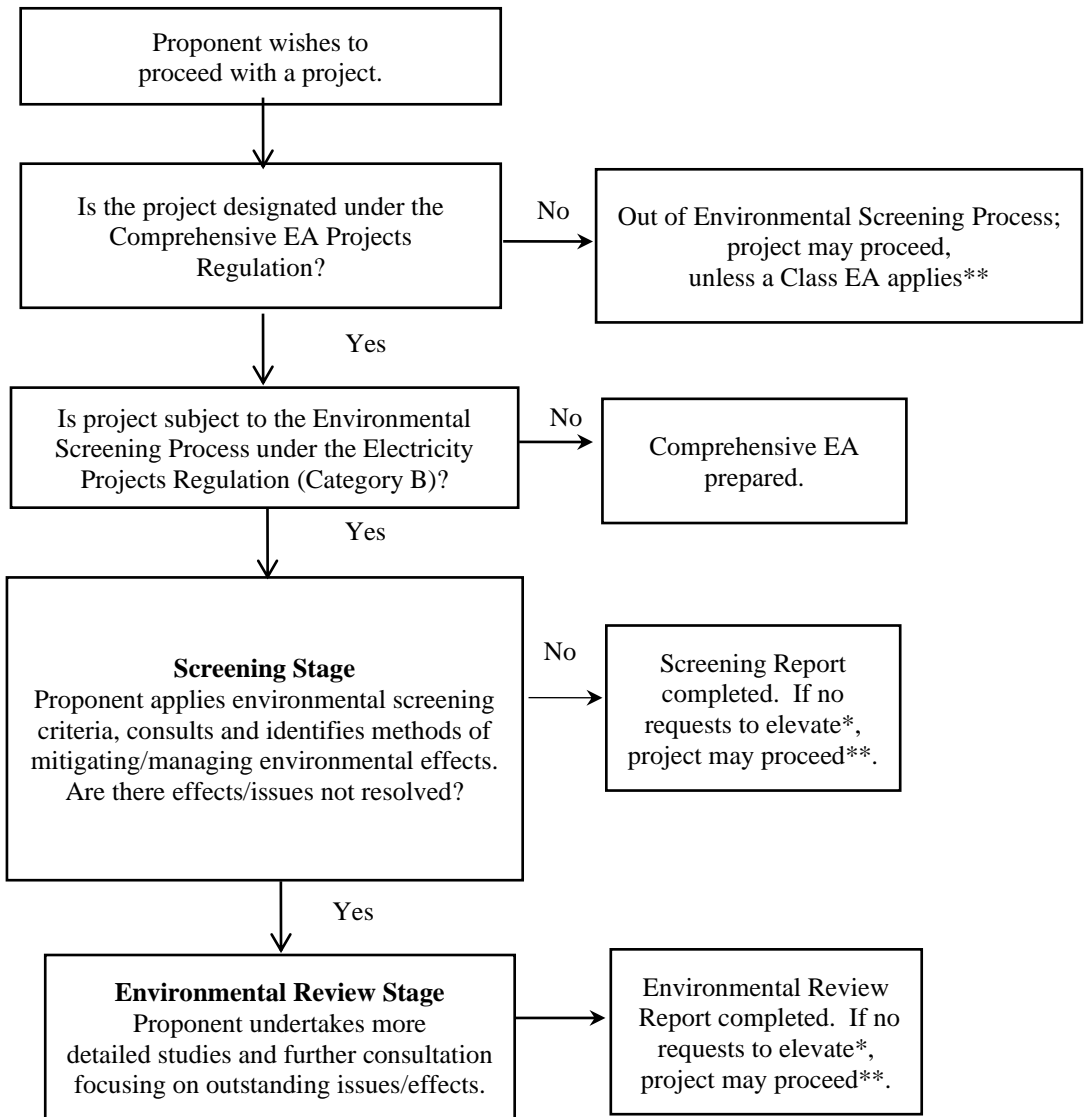 Proponent wishes to
proceed with a project.
Is the project designated under the
Comprehensive EA Projects
Regulation?
No
Out of Environmental Screening Process;
project may proceed,
unless a Class EA applies**
Yes
Is project subject to the Environmental
Screening Process under the Electricity
Projects Regulation (Category B)?
No
Comprehensive EA
prepared.
Yes
Screening Stage
Proponent applies environmental screening
criteria, consults and identifies methods of
mitigating/managing environmental effects.
Are there effects/issues not resolved?
No
Screening Report
completed.  If no
requests to elevate*,
project may proceed**.
Yes
Environmental Review Stage
Proponent undertakes more
detailed studies and further consultation
focusing on outstanding issues/effects.
Environmental Review
Report completed.  If no
requests to elevate*,
project may proceed**.